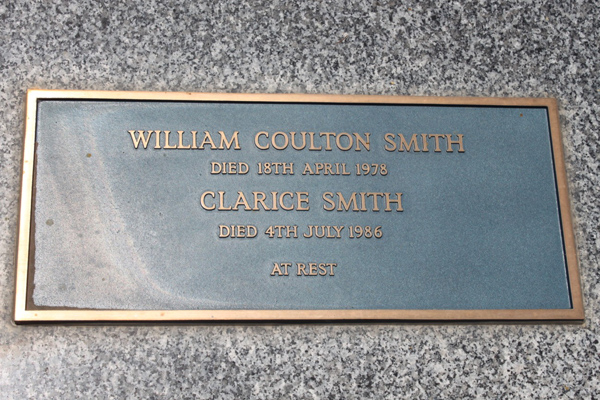 WILLIAM COULTON SMITH
DIED 18TH APRIL 1978
CLARICE SMITH
DIED 4TH JULY 1986
AT REST